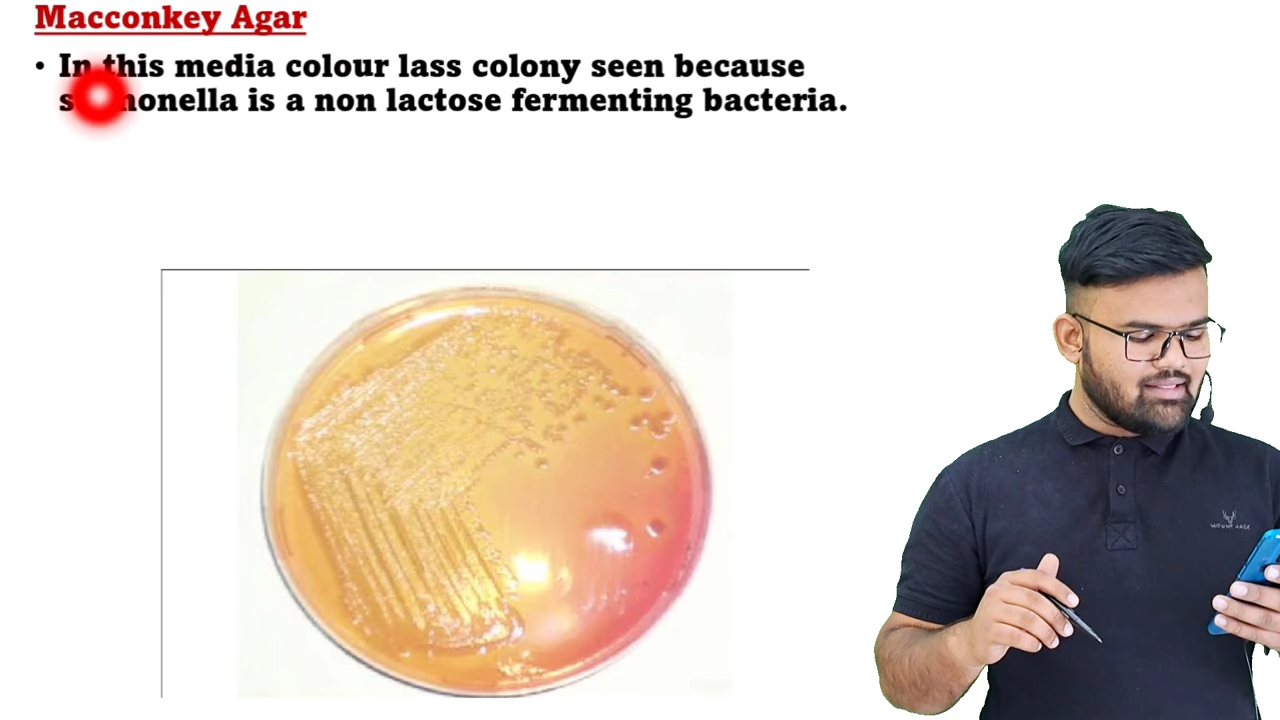 Macconkey Agar
• In this media colour lass colony seen because
is a non lactose fermenting bacteria.